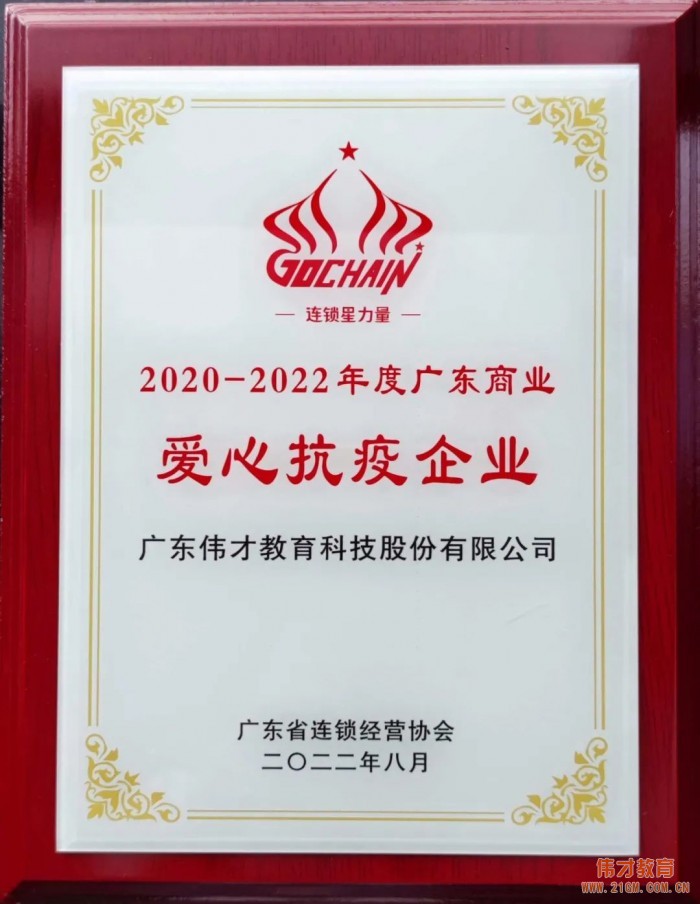 GOCHAIN
— 连锁星力量 —
2020-2022年度广东商业
爱心抗疫企业
广东伟才教育科技股份有限公司
广东省连锁经营协会
二〇二二年八月
伟才教育
WWW.21GM.COM.CN